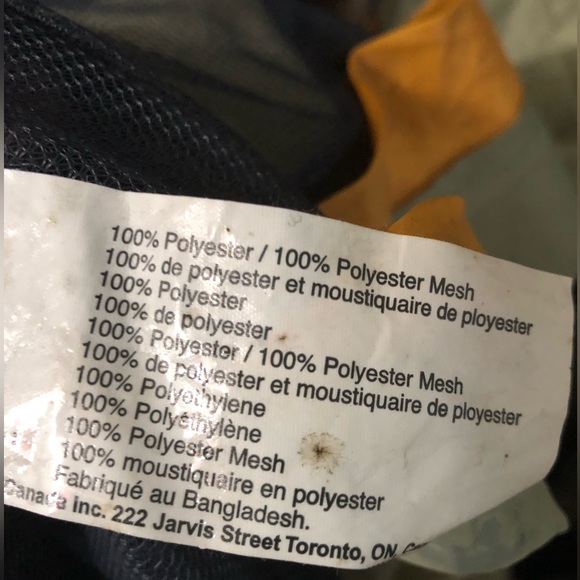 100% Polyester / 100% Polyester Mesh
100% de polyester et moustiquaire de ployester
100% Polyester
100% de polyester
100% Polyester / 100% Polyester Mesh
100% de polyester et moustiquaire de ployester
100% Polyethyiene
100% Polyéthylène
100% Polyester Mesh
100% moustiquaire en polyester
Fabriqué au Bangladesh.
Canada Inc. 222 Jarvis Street Toronto, ON